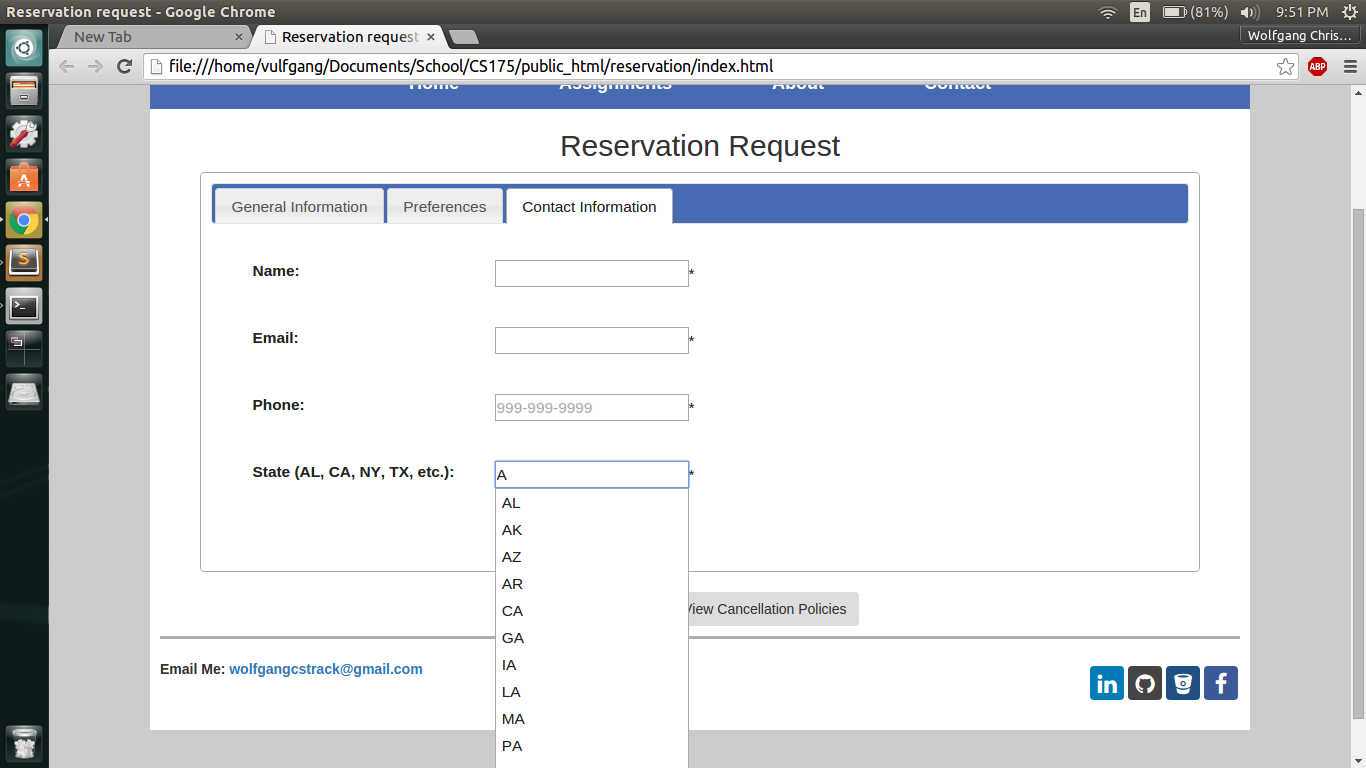 Reservation request - Google Chrome
En
(81%)
9:51 PM
New Tab
Reservation request
Wolfgang Chris...
file:///home/vulfgang/Documents/School/CS175/public_html/reservation/index.html
ABP
Home Assignments About Contact
Reservation Request
General Information Preferences Contact Information
Name: *
Email: *
Phone: 999-999-9999 *
State (AL, CA, NY, TX, etc.): A *
AL
AK
AZ
AR
CA
GA
IA
LA
MA
PA
View Cancellation Policies
Email Me: wolfgangcstrack@gmail.com
in
f